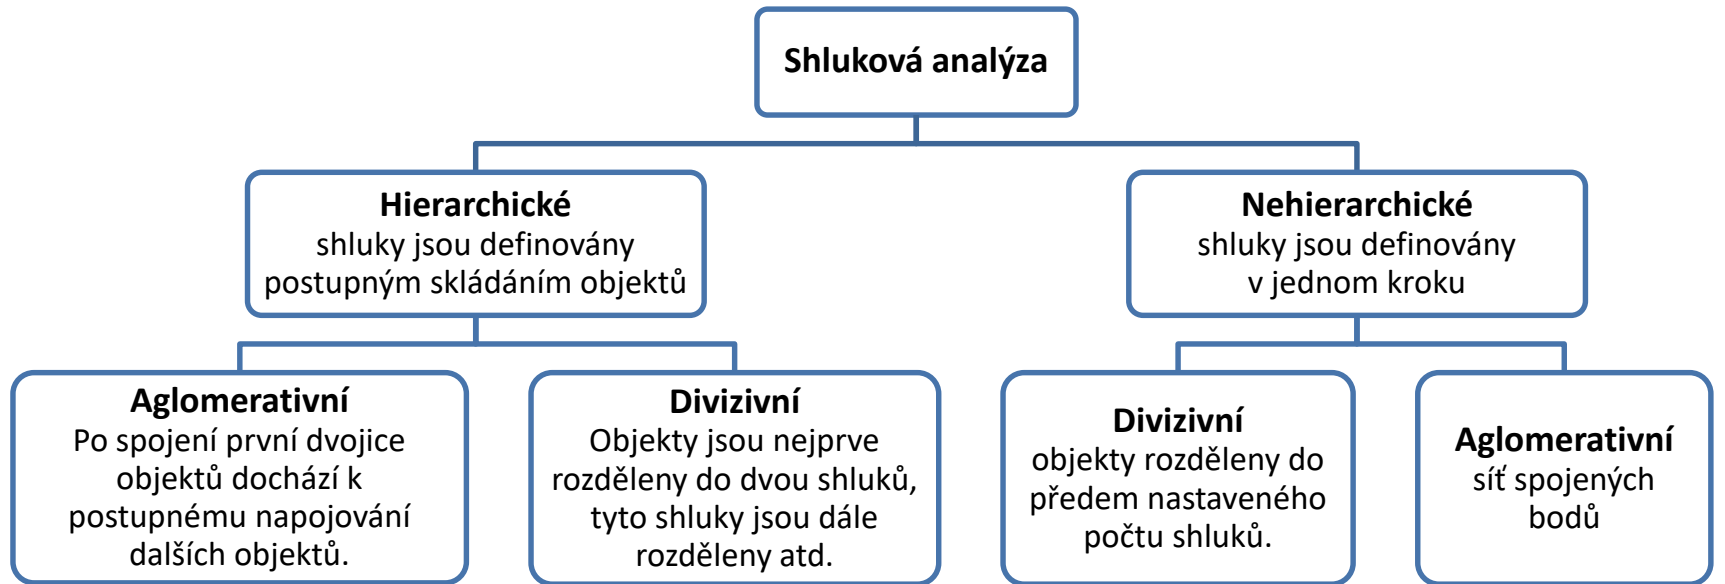 Shluková analýza
Hierarchické
shluky jsou definovány
postupným skládáním objektů
Nehierarchické
shluky jsou definovány
v jednom kroku
Aglomerativní
Po spojení první dvojice
objektů dochází k
postupnému napojování
dalších objektů.
Divizivní
Objekty jsou nejprve
rozděleny do dvou shluků,
tyto shluky jsou dále
rozděleny atd.
Divizivní
objekty rozděleny do
předem nastaveného
počtu shluků.
Aglomerativní
síť spojených
bodů